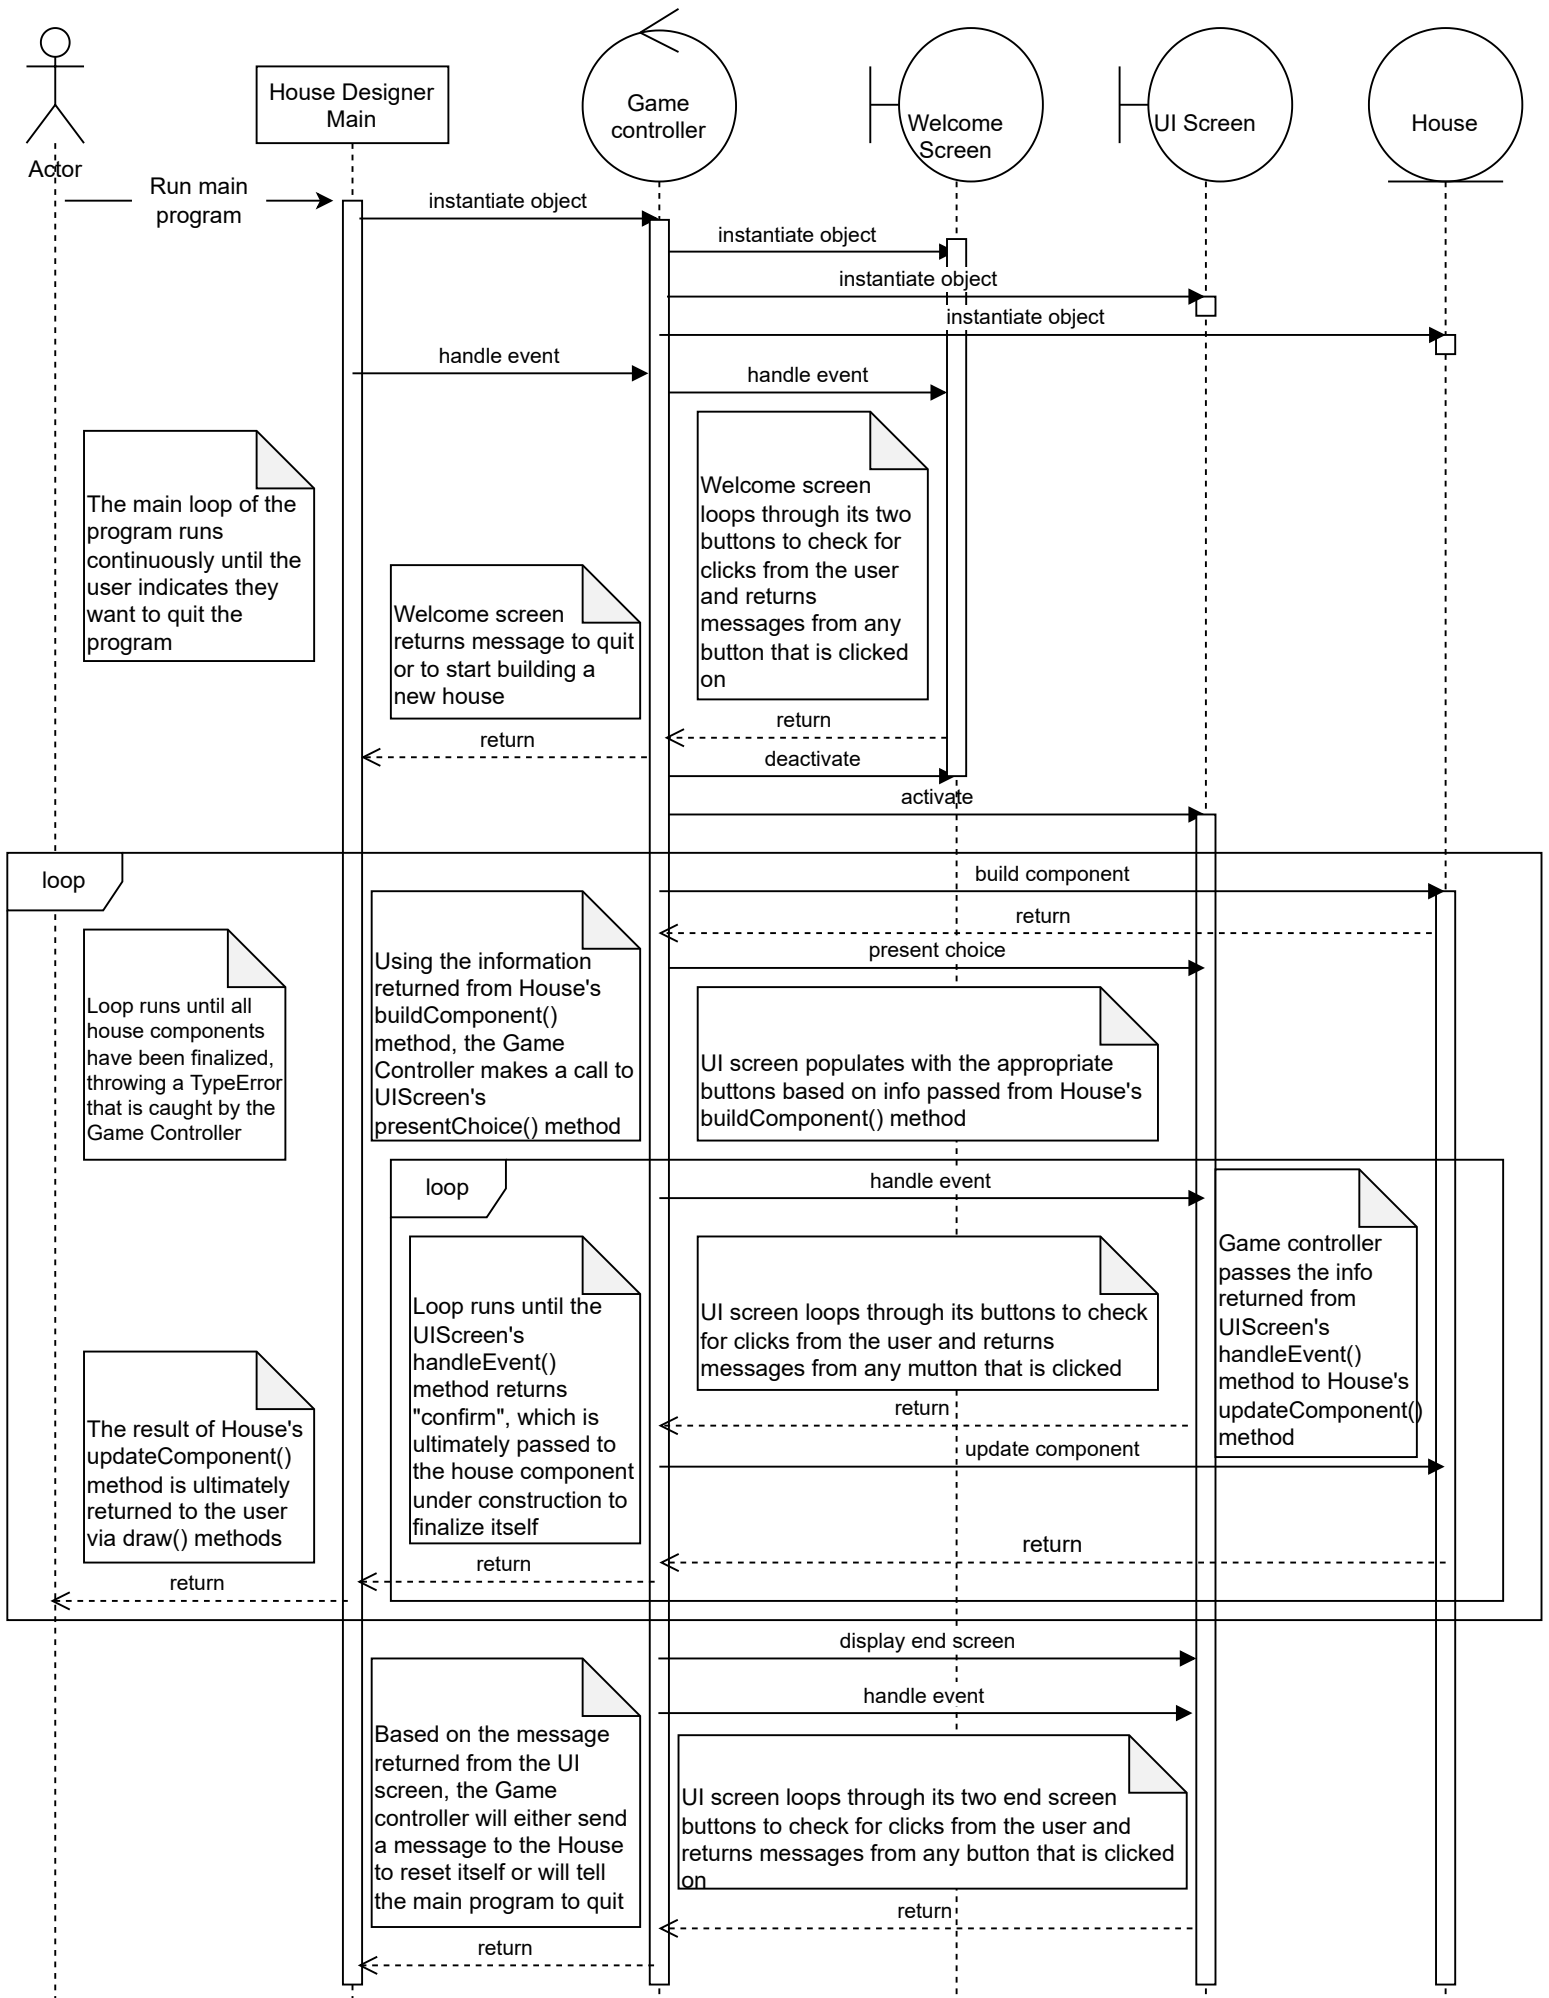 Actor
House Designer
Main
Game
controller
Welcome
Screen
UI Screen
House
Run main
program
instantiate object
instantiate object
instantiate object
instantiate object
handle event
handle event
The main loop of the
program runs
continuously until the
user indicates they
want to quit the
program
Welcome screen
returns message to quit
or to start building a
new house
Welcome screen
loops through its two
buttons to check for
clicks from the user
and returns
messages from any
button that is clicked
on
return
return
deactivate
activate
loop
build component
return
present choice
Loop runs until all
house components
have been finalized,
throwing a TypeError
that is caught by the
Game Controller
Using the information
returned from House's
buildComponent()
method, the Game
Controller makes a call to
UIScreen's
presentChoice() method
UI screen populates with the appropriate
buttons based on info passed from House's
buildComponent() method
loop
handle event
Game controller
passes the info
returned from
UIScreen's
handleEvent()
method to House's
updateComponent()
method
Loop runs until the
UIScreen's
handleEvent()
method returns
"confirm", which is
ultimately passed to
the house component
under construction to
finalize itself
UI screen loops through its buttons to check
for clicks from the user and returns
messages from any mutton that is clicked
The result of House's
updateComponent()
method is ultimately
returned to the user
via draw() methods
return
update component
return
return
return
display end screen
handle event
Based on the message
returned from the UI
screen, the Game
controller will either send
a message to the House
to reset itself or will tell
the main program to quit
UI screen loops through its two end screen
buttons to check for clicks from the user and
returns messages from any button that is clicked
on
return
return